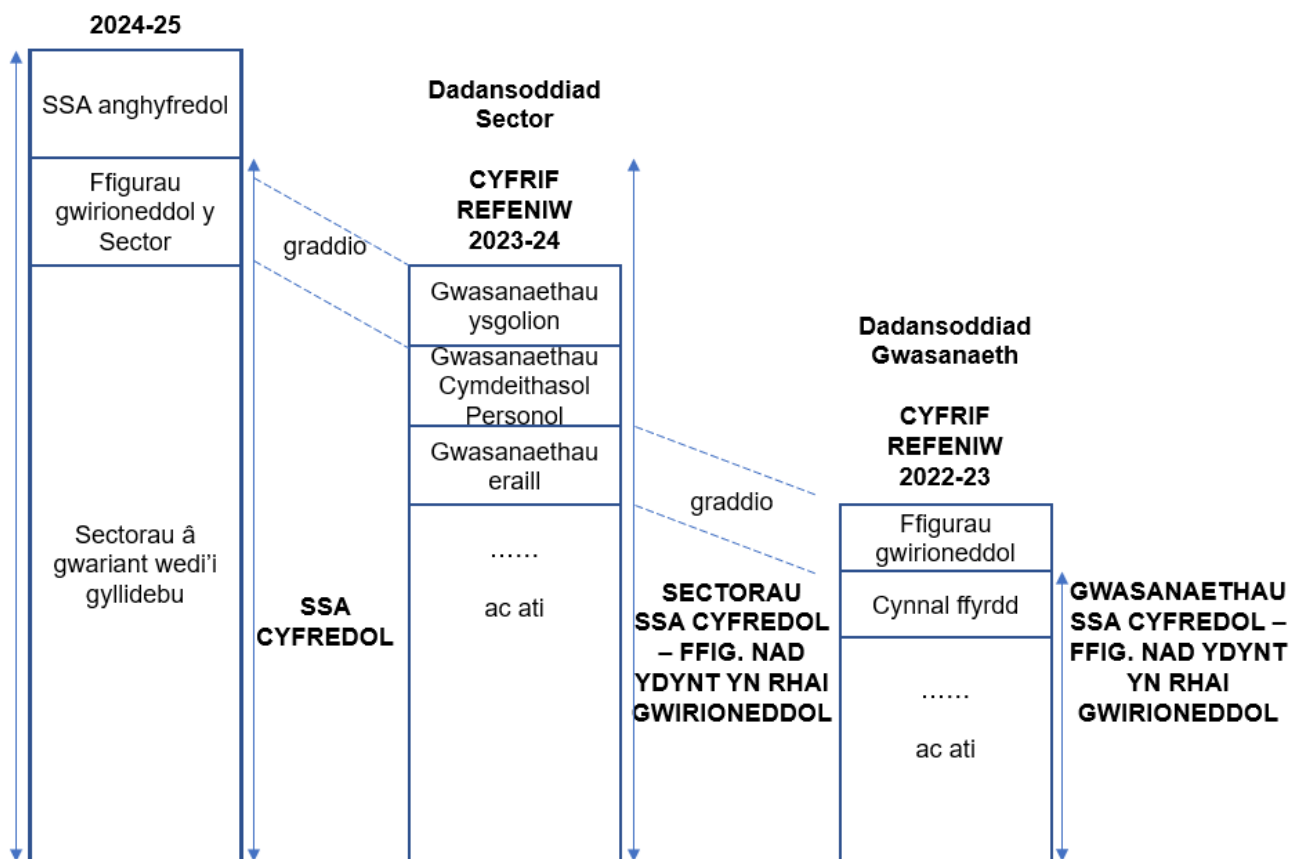 2024-25
SSA anghyfredol
Ffigurau
gwirioneddol y
Sector
Sectorau â
gwariant wedi'i
gyllidebu
graddio
SSA
CYFREDOL
Dadansoddiad
Sector
CYFRIF
REFENIW
2023-24
Gwasanaethau
ysgolion
Gwasanaethau
Cymdeithasol
Personol
Gwasanaethau
eraill
......
ac ati
graddio
SECTORAU
SSA CYFREDOL
– FFIG. NAD
YDYNT YN RHAI
GWIRIONEDDOL
Dadansoddiad
Gwasanaeth
CYFRIF
REFENIW
2022-23
Ffigurau
gwirioneddol
Cynnal ffyrdd
......
ac ati
GWASANAETHAU
SSA CYFREDOL –
FFIG. NAD YDYNT
YN RHAI
GWIRIONEDDOL